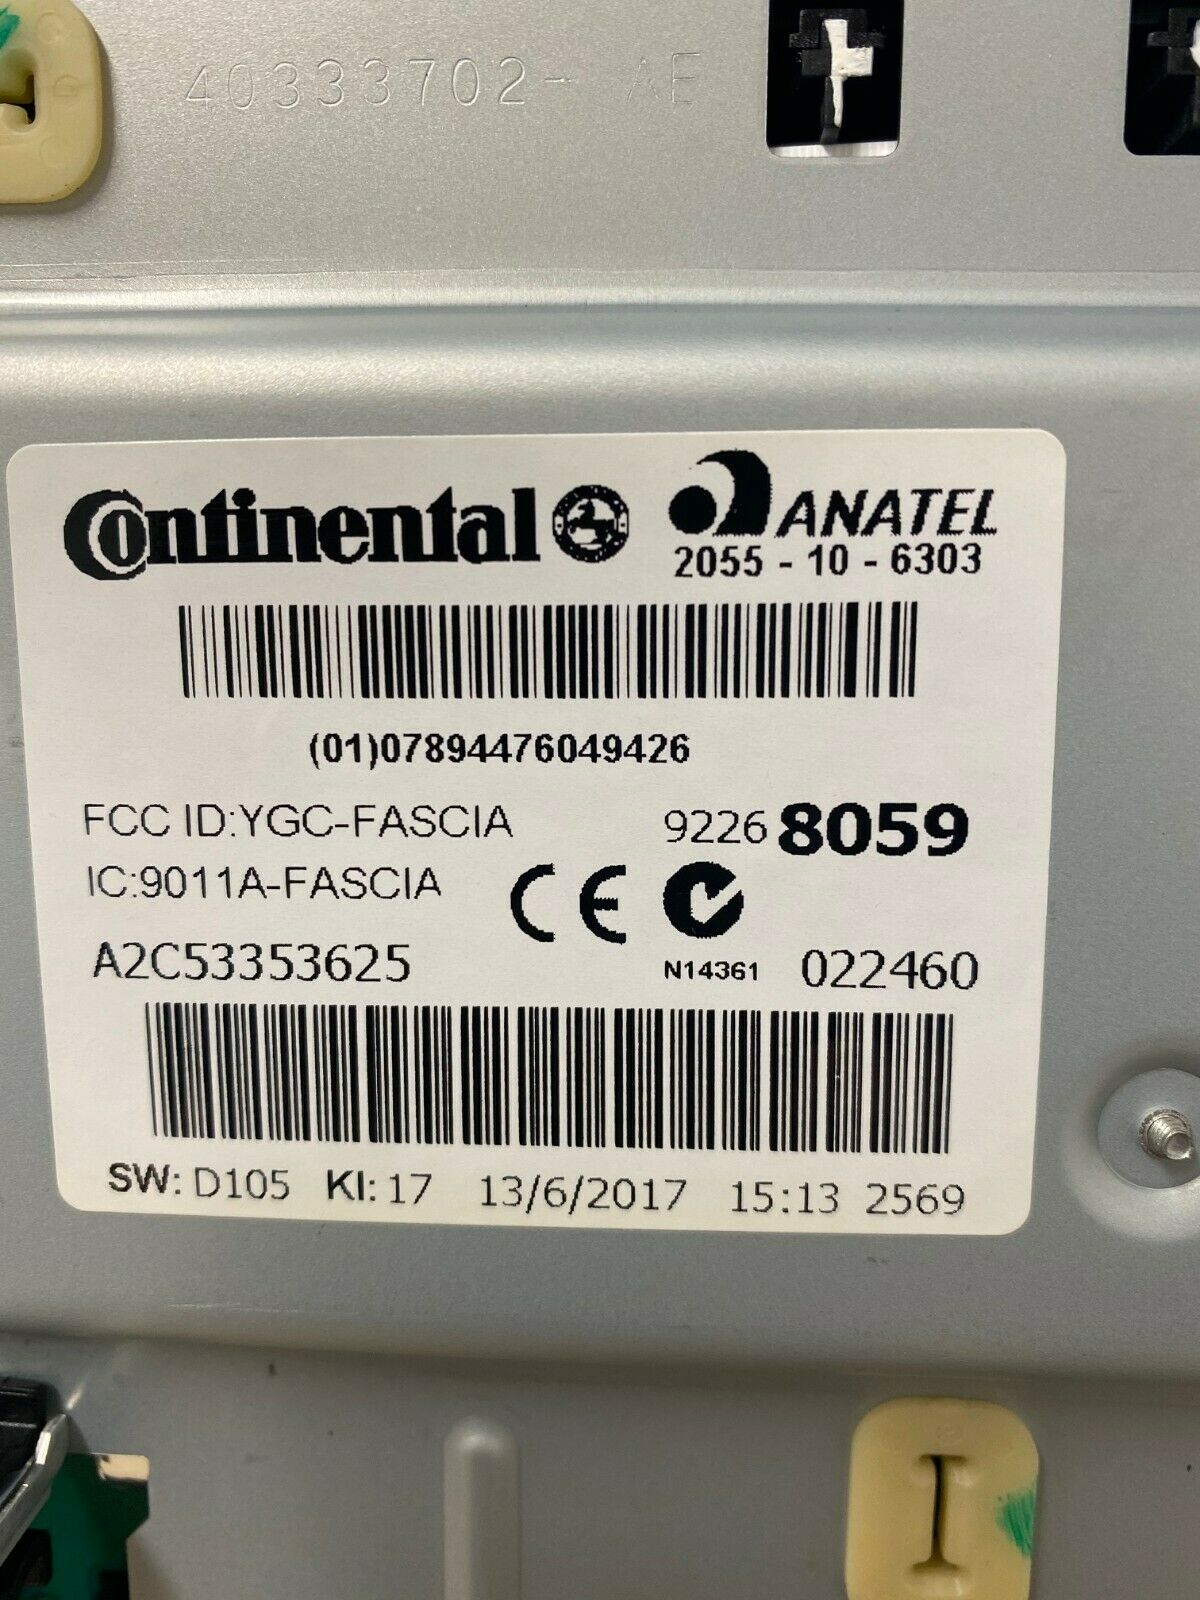 40333702- AE
Continental ANATEL
2055 - 10 - 6303
(01)07894476049426
FCC ID:YGC-FASCIA 9226 8059
IC:9011A-FASCIA CE
A2C53353625 N14361 022460
SW: D105 KI: 17 13/6/2017 15:13 2569